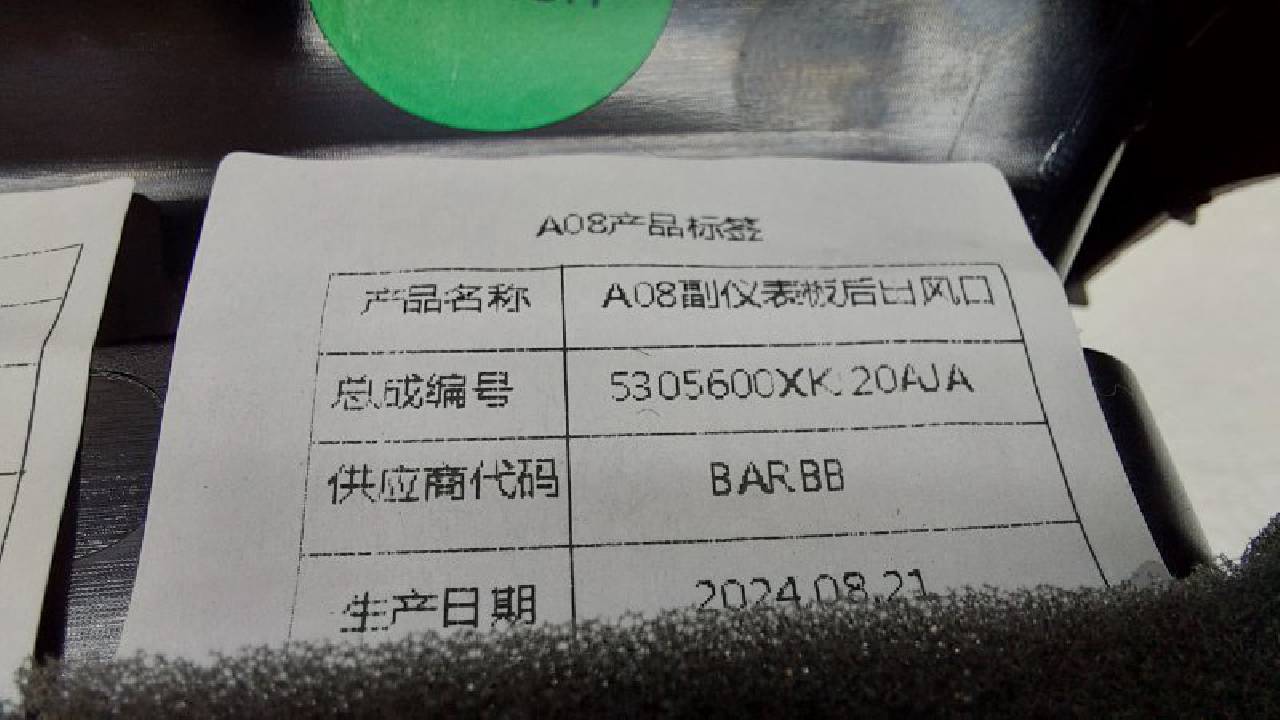 A08产品标签
产品名称 A08副仪表板后出风口
总成编号 5305600XKJ20AJA
供应商代码 BARBB
生产日期 2024.08.21